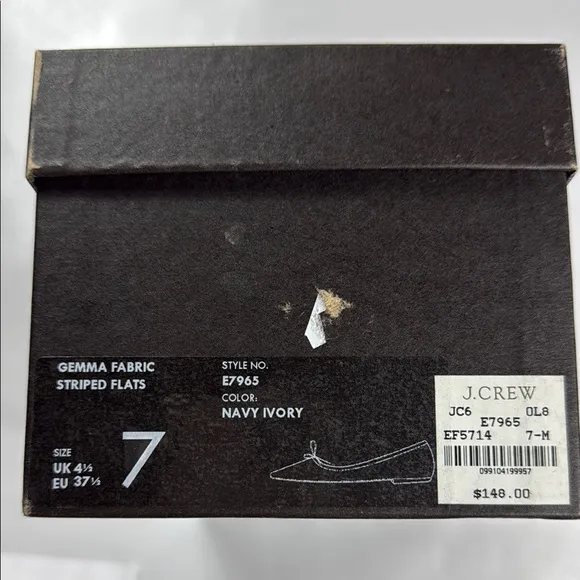 GEMMA FABRIC
STRIPED FLATS
SIZE
UK 4½
EU 37½
7
STYLE NO.
E7965
COLOR:
NAVY IVORY
J.CREW
JC6 0L8
E7965
EF5714 7-M
099104199957
$148.00